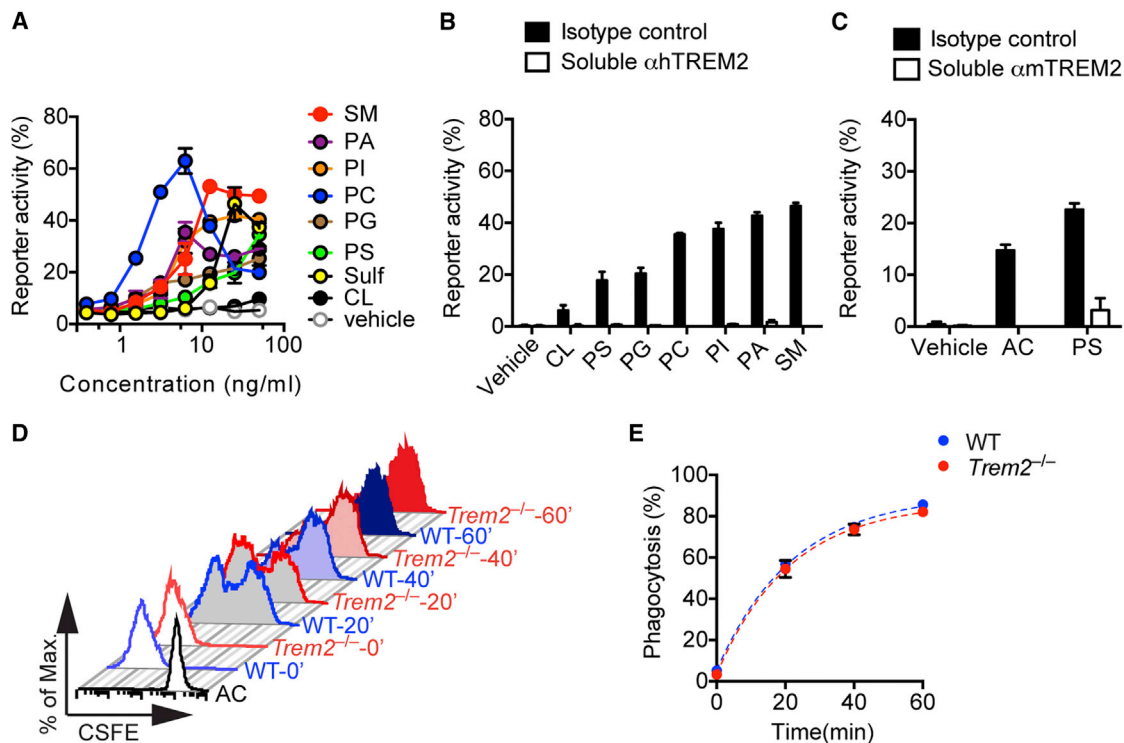 A
Reporter activity (%)
80
60
40
20
0
1
10
100
Concentration (ng/ml)
SM
PA
PI
PC
PG
PS
Sulf
CL
vehicle
B
Isotype control
Soluble αhTREM2
Reporter activity (%)
80
60
40
20
0
Vehicle
CL
PS
PG
PC
PI
PA
SM
C
Isotype control
Soluble αmTREM2
Reporter activity (%)
40
30
20
10
0
Vehicle
AC
PS
D
% of Max.
CSFE
Trem2–/–-60'
WT-60'
Trem2–/–-40'
WT-40'
Trem2–/–-20'
WT-20'
Trem2–/–-0'
WT-0'
AC
E
WT
Trem2–/–
Phagocytosis (%)
100
80
60
40
20
0
0
20
40
60
Time(min)